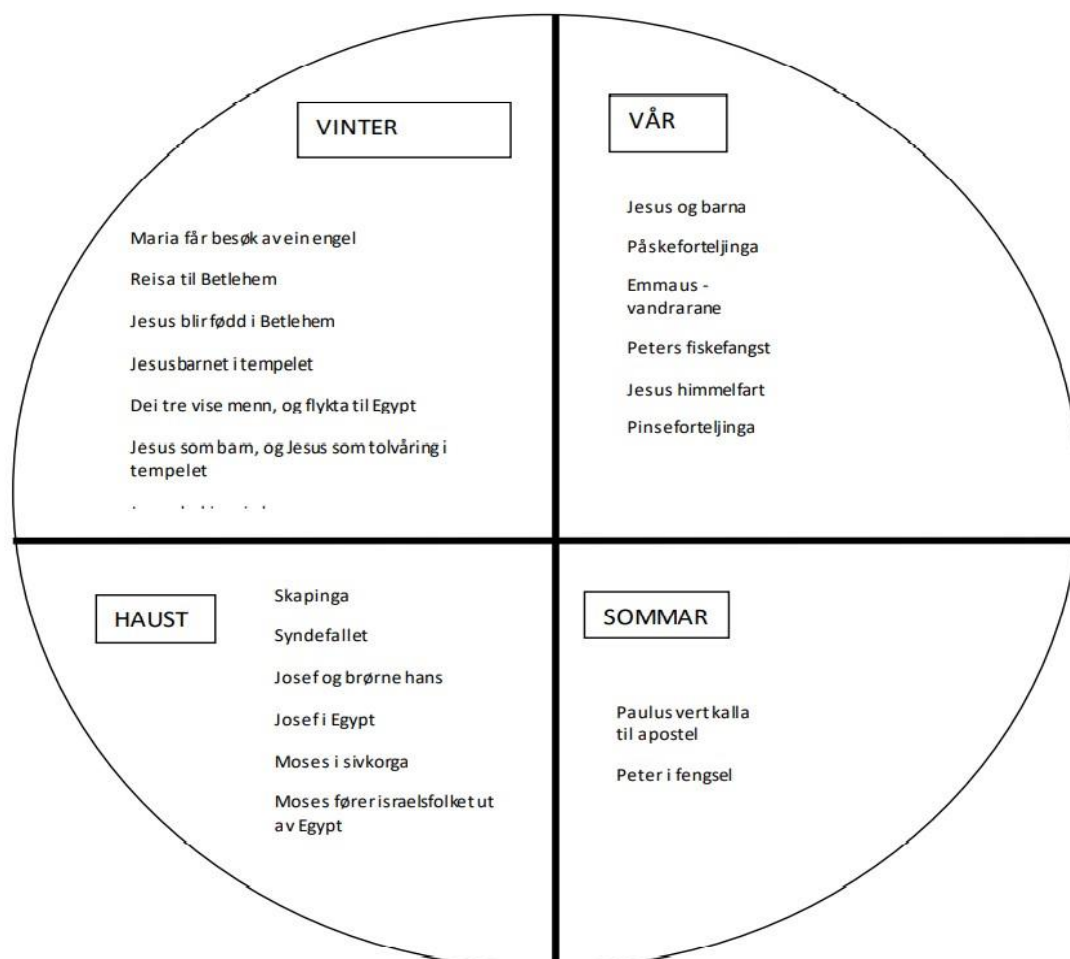 VINTER
Maria får besøk av ein engel
Reisa til Betlehem
Jesus blir fødd i Betlehem
Jesusbarnet i tempelet
Dei tre vise menn, og flykta til Egypt
Jesus som barn, og Jesus som tolvåring i
tempelet
VÅR
Jesus og barna
Påskeforteljinga
Emmaus -
vandrarane
Peters fiskefangst
Jesus himmelfart
Pinseforteljinga
HAUST
Skapinga
Syndefallet
Josef og brørne hans
Josef i Egypt
Moses i sivkorga
Moses fører israelsfolket ut
av Egypt
SOMMAR
Paulus vert kalla
til apostel
Peter i fengsel